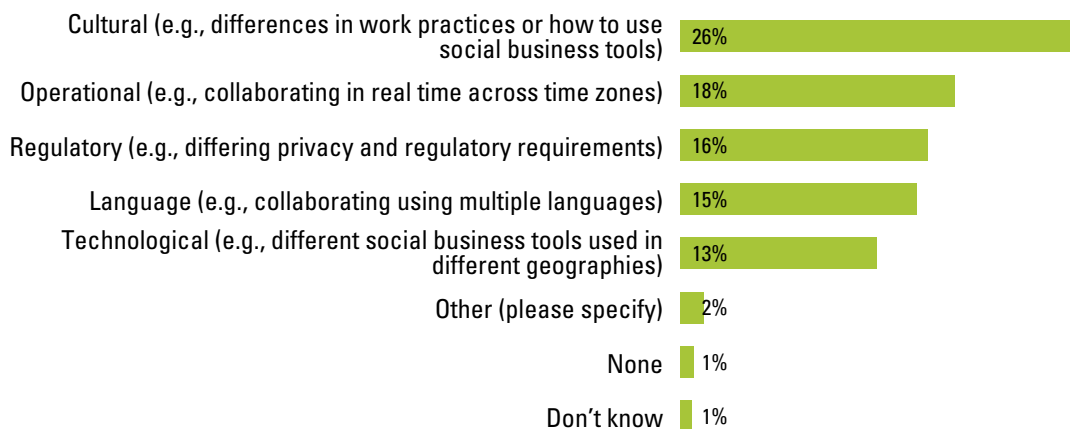 Cultural (e.g., differences in work practices or how to use
social business tools)
26%
Operational (e.g., collaborating in real time across time zones)
18%
Regulatory (e.g., differing privacy and regulatory requirements)
16%
Language (e.g., collaborating using multiple languages)
15%
Technological (e.g., different social business tools used in
different geographies)
13%
Other (please specify)
2%
None
1%
Don't know
1%